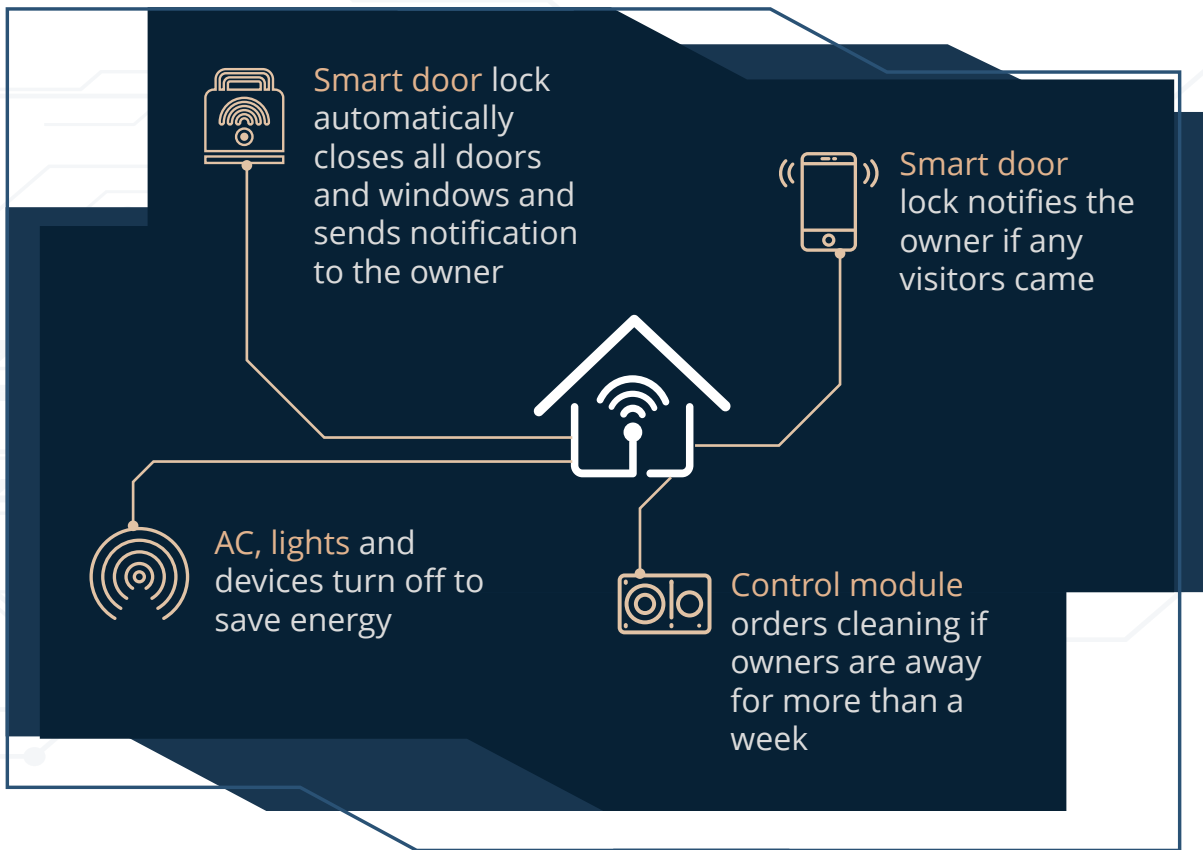 Smart door lock
automatically
closes all doors
and windows and
sends notification
to the owner
Smart door
lock notifies the
owner if any
visitors came
AC, lights and
devices turn off to
save energy
Control module
orders cleaning if
owners are away
for more than a
week